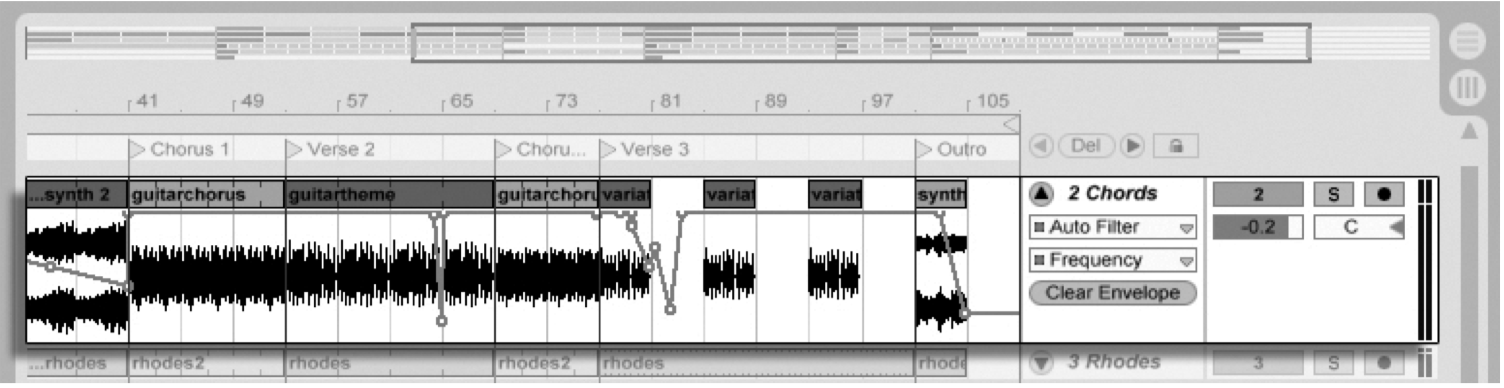 41 49 57 65 73 81 89 97 105
Chorus 1 Verse 2 Choru... Verse 3 Outro Del
...synth 2 guitarchorus guitartheme guitarchoru variat variat variat synth 2 Chords 2 S
Auto Filter -0.2 C
Frequency
Clear Envelope
...rhodes rhodes2 rhodes rhodes2 rhodes rhode 3 Rhodes 3 S